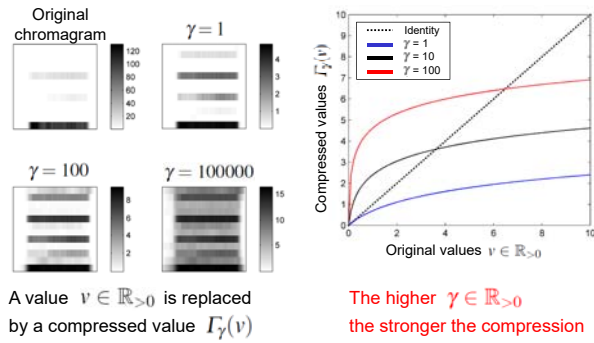 Original
chromagram
γ = 1
120
100
80
60
40
20
4
3
2
1
γ = 100
γ = 100000
8
6
4
2
15
10
5
A value ν ∈ ℝ>0 is replaced
by a compressed value Γγ(ν)
Compressed values Γγ(ν)
10
9
8
7
6
5
4
3
2
1
0
Identity
γ = 1
γ = 10
γ = 100
0 2 4 6 8 10
Original values ν ∈ ℝ>0
The higher γ ∈ ℝ>0
the stronger the compression